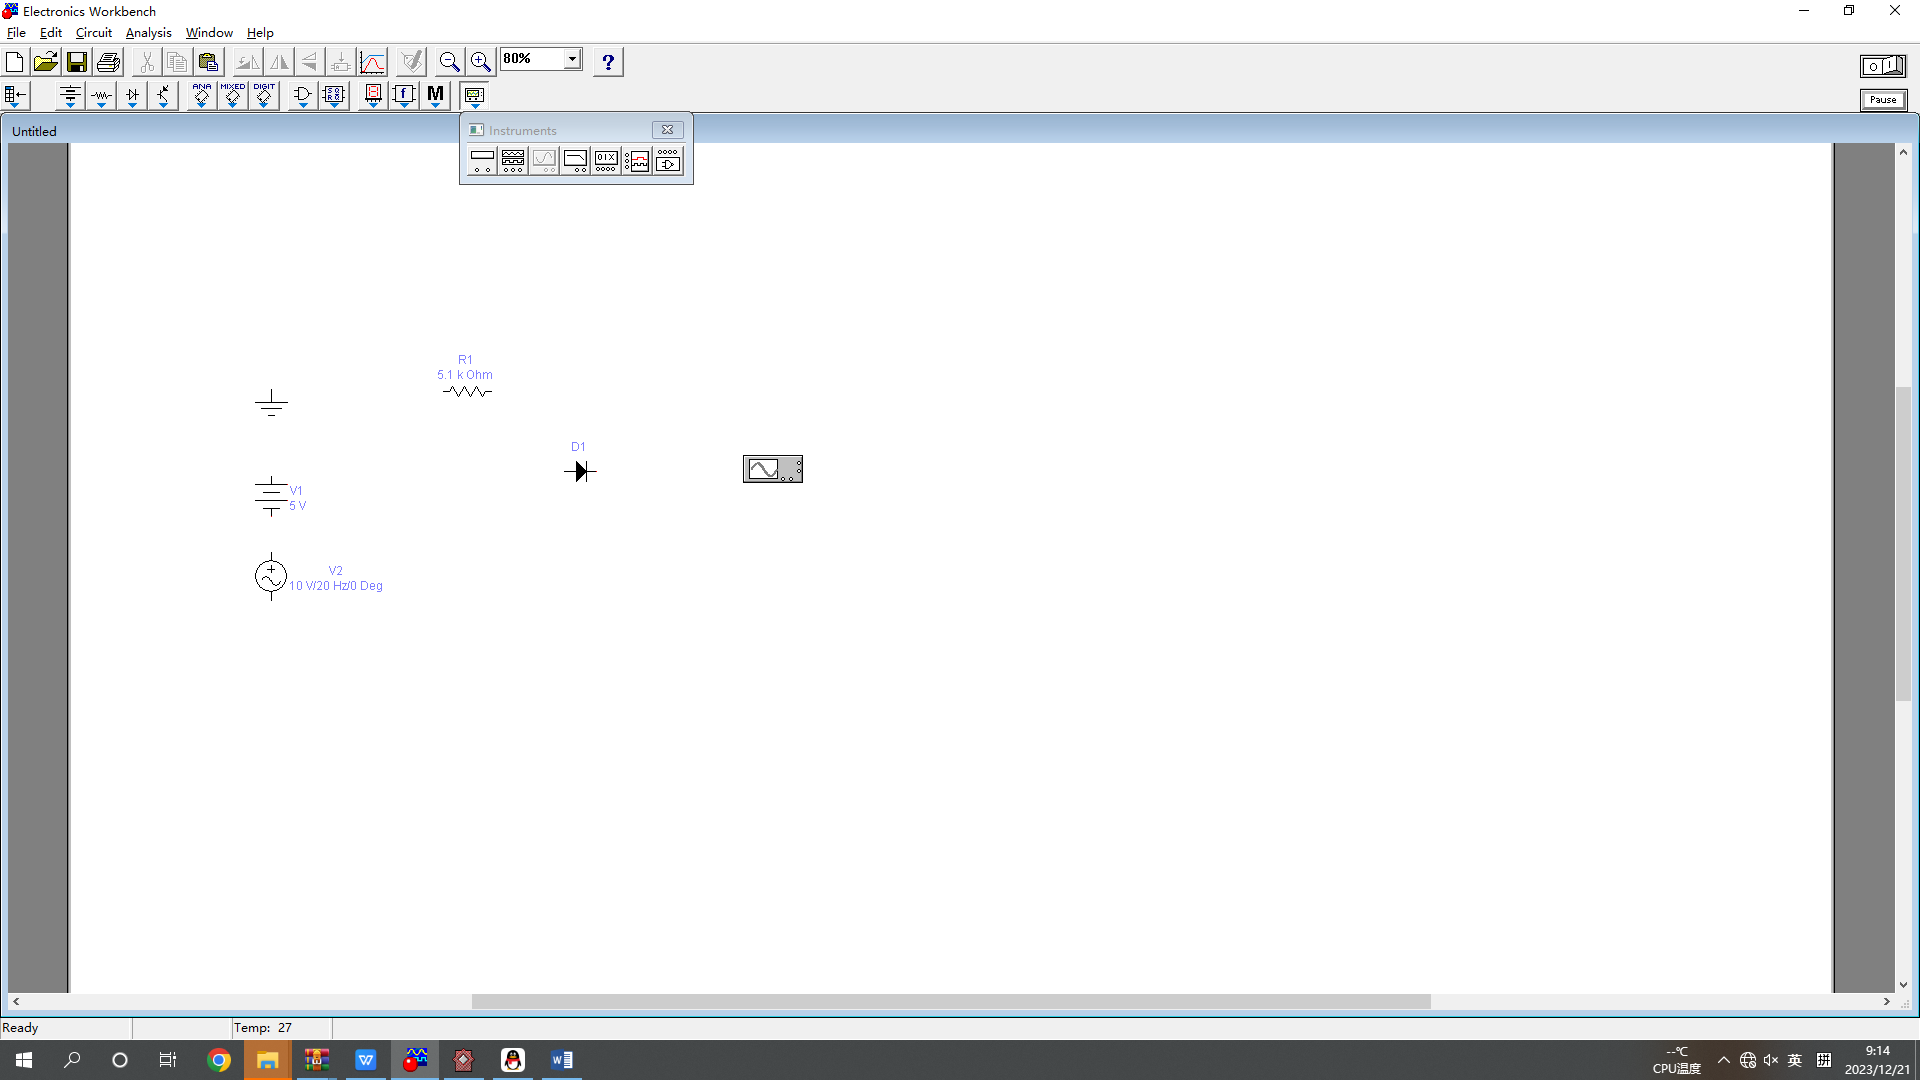 Electronics Workbench
File Edit Circuit Analysis Window Help
80%
?
ANA MIXED DIGIT
M
Pause
Untitled
Instruments
R1
5.1 k Ohm
D1
V1
5 V
V2
10 V/20 Hz/0 Deg
Ready
Temp: 27
--℃
CPU温度
英
拼
9:14
2023/12/21